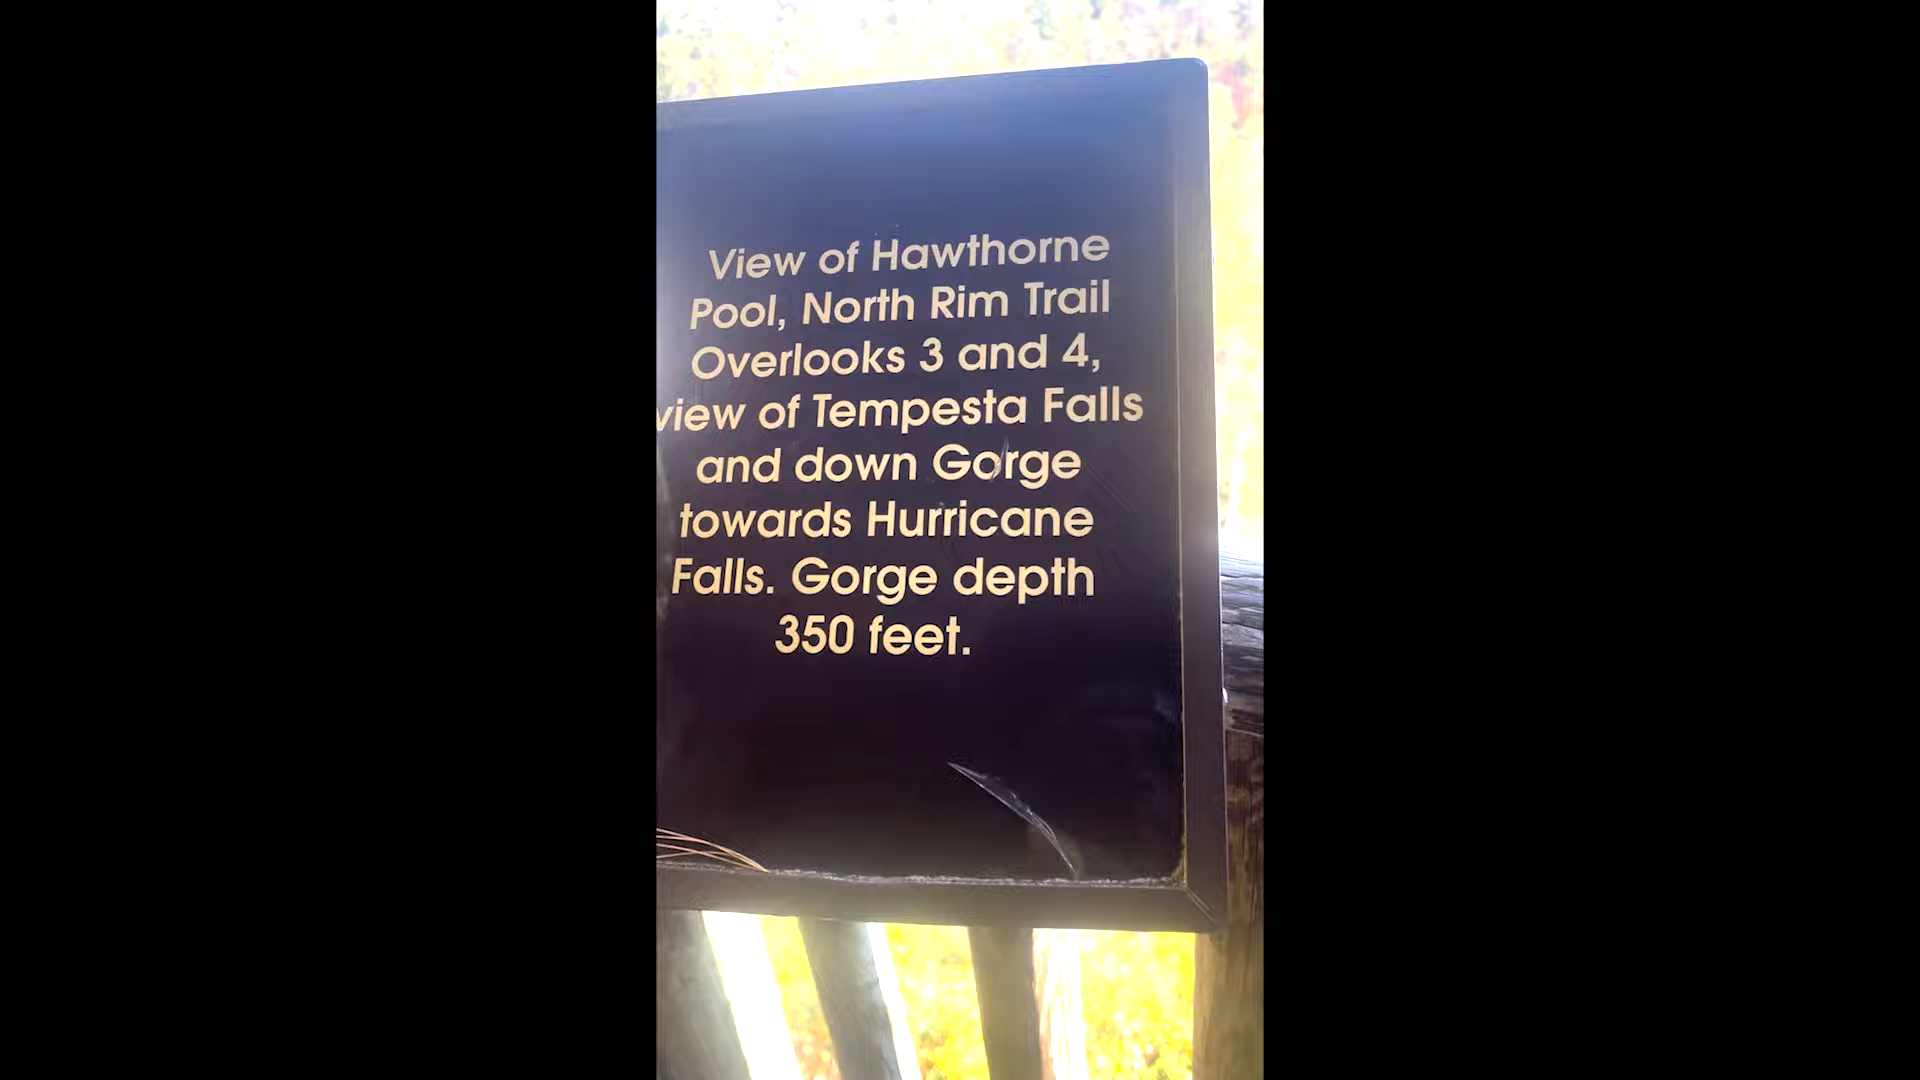 View of Hawthorne
Pool, North Rim Trail
Overlooks 3 and 4,
view of Tempesta Falls
and down Gorge
towards Hurricane
Falls. Gorge depth
350 feet.